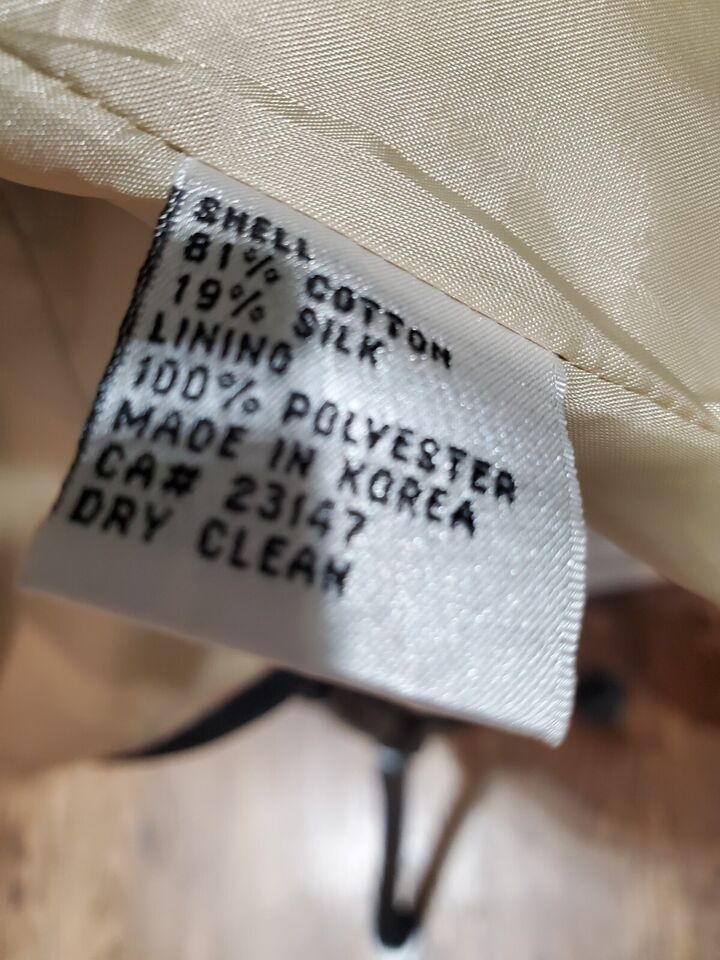 SHELL
81% COTTON
19% SILK
LINING
100% POLYESTER
MADE IN KOREA
CA# 23147
DRY CLEAN